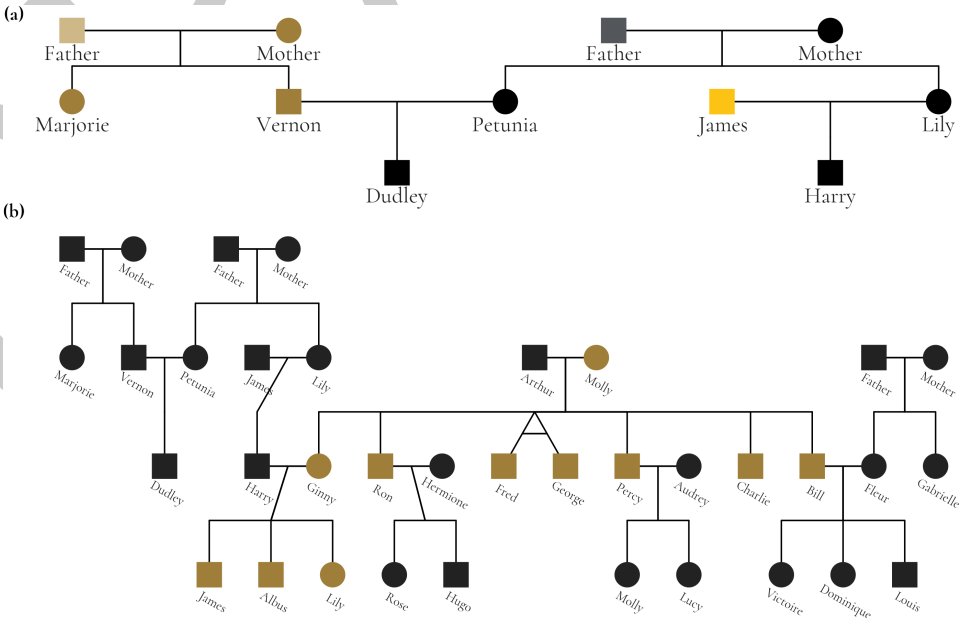 (a)
Father Mother Father Mother
Marjorie Vernon Petunia James Lily
Dudley Harry
(b)
Father Mother Father Mother
Marjorie Vernon Petunia James Lily Arthur Molly Father Mother
Dudley Harry Ginny Ron Hermione Fred George Percy Audrey Charlie Bill Fleur Gabrielle
James Albus Lily Rose Hugo Molly Lucy Victoire Dominique Louis